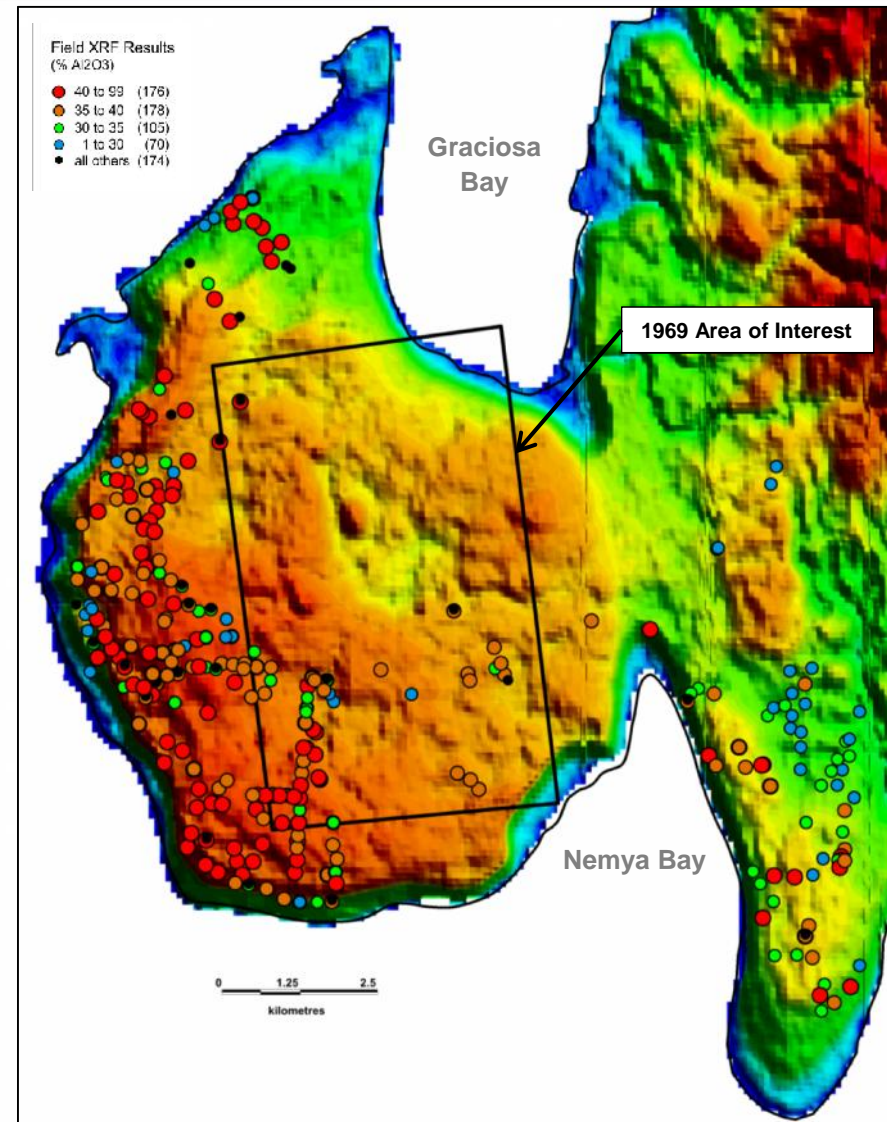 Field XRF Results
(% Al2O3)
40 to 99 (176)
35 to 40 (178)
30 to 35 (105)
1 to 30 (70)
all others (174)
Graciosa
Bay
1969 Area of Interest
Nemya Bay
0 1.25 2.5
kilometres